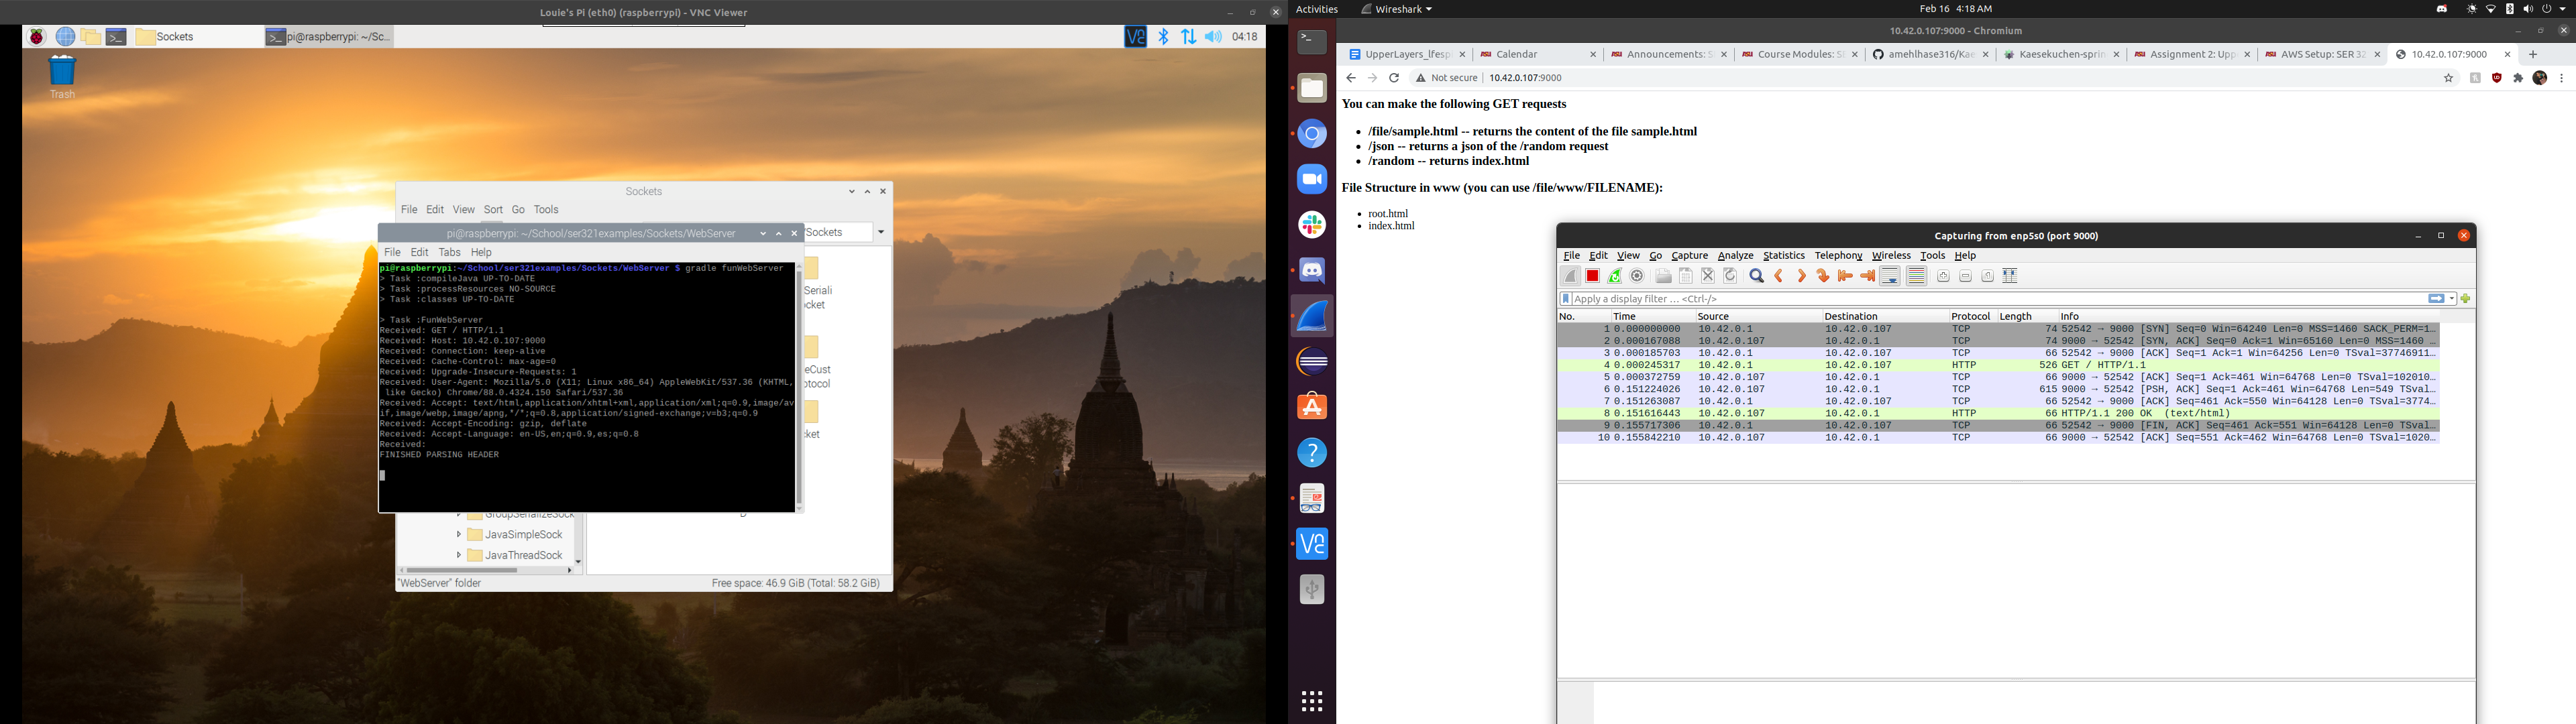 Louie's Pi (eth0) (raspberrypi) - VNC Viewer
Sockets
pi@raspberrypi: ~/Sc...
04:18
Trash
Sockets
File Edit View Sort Go Tools
/Sockets
pi@raspberrypi: ~/School/ser321examples/Sockets/WebServer
File Edit Tabs Help
pi@raspberrypi:~/School/ser321examples/Sockets/WebServer $ gradle funWebServer
> Task :compileJava UP-TO-DATE
> Task :processResources NO-SOURCE
> Task :classes UP-TO-DATE
> Task :FunWebServer
Received: GET / HTTP/1.1
Received: Host: 10.42.0.107:9000
Received: Connection: keep-alive
Received: Cache-Control: max-age=0
Received: Upgrade-Insecure-Requests: 1
Received: User-Agent: Mozilla/5.0 (X11; Linux x86_64) AppleWebKit/537.36 (KHTML,
like Gecko) Chrome/88.0.4324.150 Safari/537.36
Received: Accept: text/html,application/xhtml+xml,application/xml;q=0.9,image/av
if,image/webp,image/apng,*/*;q=0.8,application/signed-exchange;v=b3;q=0.9
Received: Accept-Encoding: gzip, deflate
Received: Accept-Language: en-US,en;q=0.9,es;q=0.8
Received:
FINISHED PARSING HEADER
Seriali
ocket
eCust
otocol
cket
GroupSerializeSock
JavaSimpleSock
JavaThreadSock
"WebServer" folder
Free space: 46.9 GiB (Total: 58.2 GiB)
Activities
Wireshark
Feb 16 4:18 AM
10.42.0.107:9000 - Chromium
UpperLayers_lfesp
Calendar
Announcements: S
Course Modules: S
amehlhase316/Kae
Kaesekuchen-sprin
Assignment 2: Upp
AWS Setup: SER 32
10.42.0.107:9000
Not secure
10.42.0.107:9000
You can make the following GET requests
/file/sample.html -- returns the content of the file sample.html
/json -- returns a json of the /random request
/random -- returns index.html
File Structure in www (you can use /file/www/FILENAME):
root.html
index.html
Capturing from enp5s0 (port 9000)
File Edit View Go Capture Analyze Statistics Telephony Wireless Tools Help
Apply a display filter … <Ctrl-/>
No. Time Source Destination Protocol Length Info
1 0.000000000 10.42.0.1 10.42.0.107 TCP 74 52542 → 9000 [SYN] Seq=0 Win=64240 Len=0 MSS=1460 SACK_PERM=1…
2 0.000167088 10.42.0.107 10.42.0.1 TCP 74 9000 → 52542 [SYN, ACK] Seq=0 Ack=1 Win=65160 Len=0 MSS=1460 …
3 0.000185703 10.42.0.1 10.42.0.107 TCP 66 52542 → 9000 [ACK] Seq=1 Ack=1 Win=64256 Len=0 TSval=37746911…
4 0.000245317 10.42.0.1 10.42.0.107 HTTP 526 GET / HTTP/1.1
5 0.000372759 10.42.0.107 10.42.0.1 TCP 66 9000 → 52542 [ACK] Seq=1 Ack=461 Win=64768 Len=0 TSval=102010…
6 0.151224026 10.42.0.107 10.42.0.1 TCP 615 9000 → 52542 [PSH, ACK] Seq=1 Ack=461 Win=64768 Len=549 TSval…
7 0.151263087 10.42.0.1 10.42.0.107 TCP 66 52542 → 9000 [ACK] Seq=461 Ack=550 Win=64128 Len=0 TSval=3774…
8 0.151616443 10.42.0.107 10.42.0.1 HTTP 66 HTTP/1.1 200 OK (text/html)
9 0.155717306 10.42.0.1 10.42.0.107 TCP 66 52542 → 9000 [FIN, ACK] Seq=461 Ack=551 Win=64128 Len=0 TSval…
10 0.155842210 10.42.0.107 10.42.0.1 TCP 66 9000 → 52542 [ACK] Seq=551 Ack=462 Win=64768 Len=0 TSval=1020…